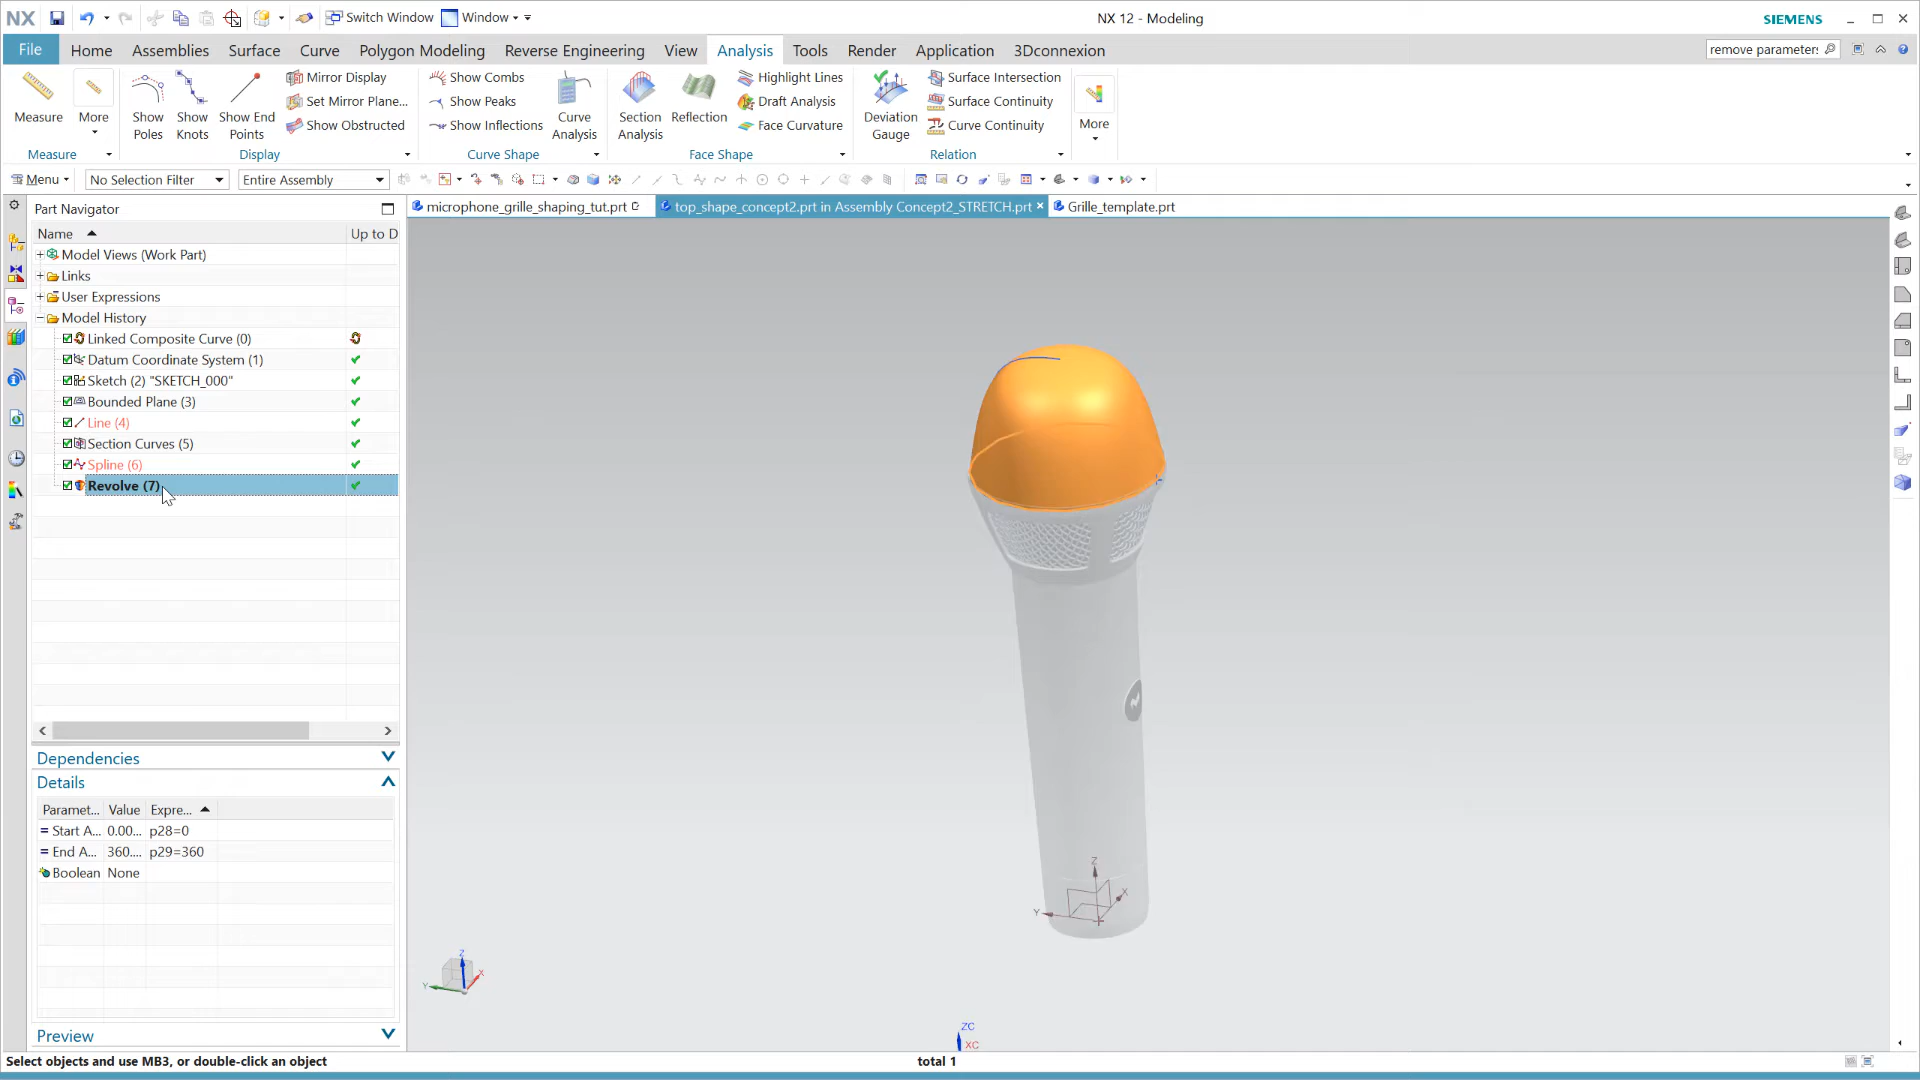 NX Switch Window Window NX 12 - Modeling SIEMENS
File Home Assemblies Surface Curve Polygon Modeling Reverse Engineering View Analysis Tools Render Application 3Dconnexion remove parameter:
Measure More Show Poles Show Knots Show End Points
Mirror Display
Set Mirror Plane...
Show Obstructed
Show Combs
Show Peaks
Show Inflections
Curve Analysis Section Analysis Reflection
Highlight Lines
Draft Analysis
Face Curvature
Deviation Gauge
Surface Intersection
Surface Continuity
Curve Continuity
More
Measure Display Curve Shape Face Shape Relation
Menu No Selection Filter Entire Assembly
Part Navigator microphone_grille_shaping_tut.prt top_shape_concept2.prt in Assembly Concept2_STRETCH.prt Grille_template.prt
Name Up to D
Model Views (Work Part)
Links
User Expressions
Model History
Linked Composite Curve (0)
Datum Coordinate System (1)
Sketch (2) "SKETCH_000"
Bounded Plane (3)
Line (4)
Section Curves (5)
Spline (6)
Revolve (7)
Dependencies
Details
Paramet... Value Expre...
Start A... 0.00... p28=0
End A... 360.... p29=360
Boolean None
Preview
Z
X
Y
Z
X
Y
ZC
XC
Select objects and use MB3, or double-click an object total 1